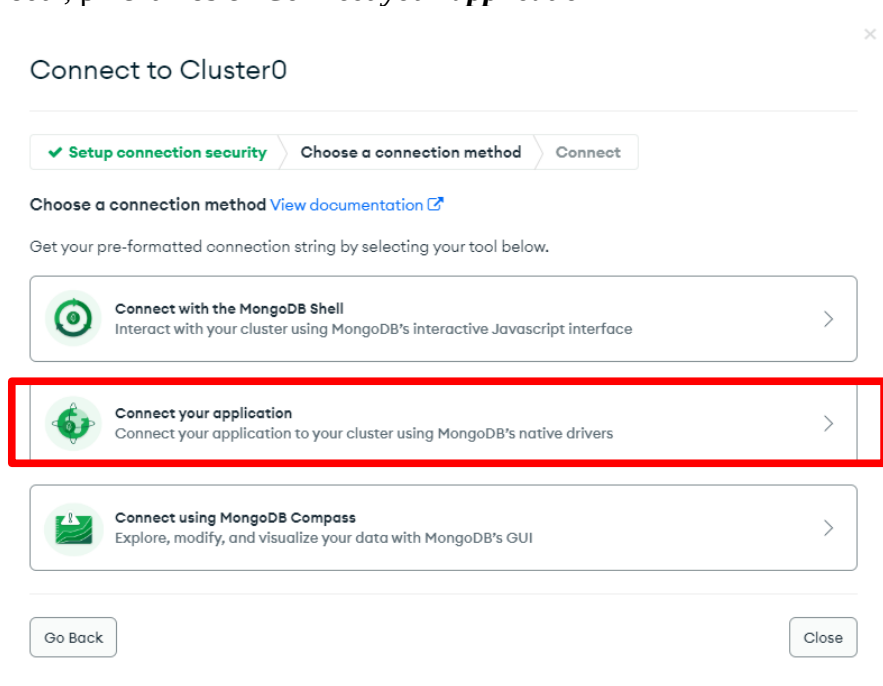 your application
×
Connect to Cluster0
✔ Setup connection security Choose a connection method Connect
Choose a connection method View documentation
Get your pre-formatted connection string by selecting your tool below.
Connect with the MongoDB Shell
Interact with your cluster using MongoDB's interactive Javascript interface
Connect your application
Connect your application to your cluster using MongoDB's native drivers
Connect using MongoDB Compass
Explore, modify, and visualize your data with MongoDB's GUI
Go Back Close